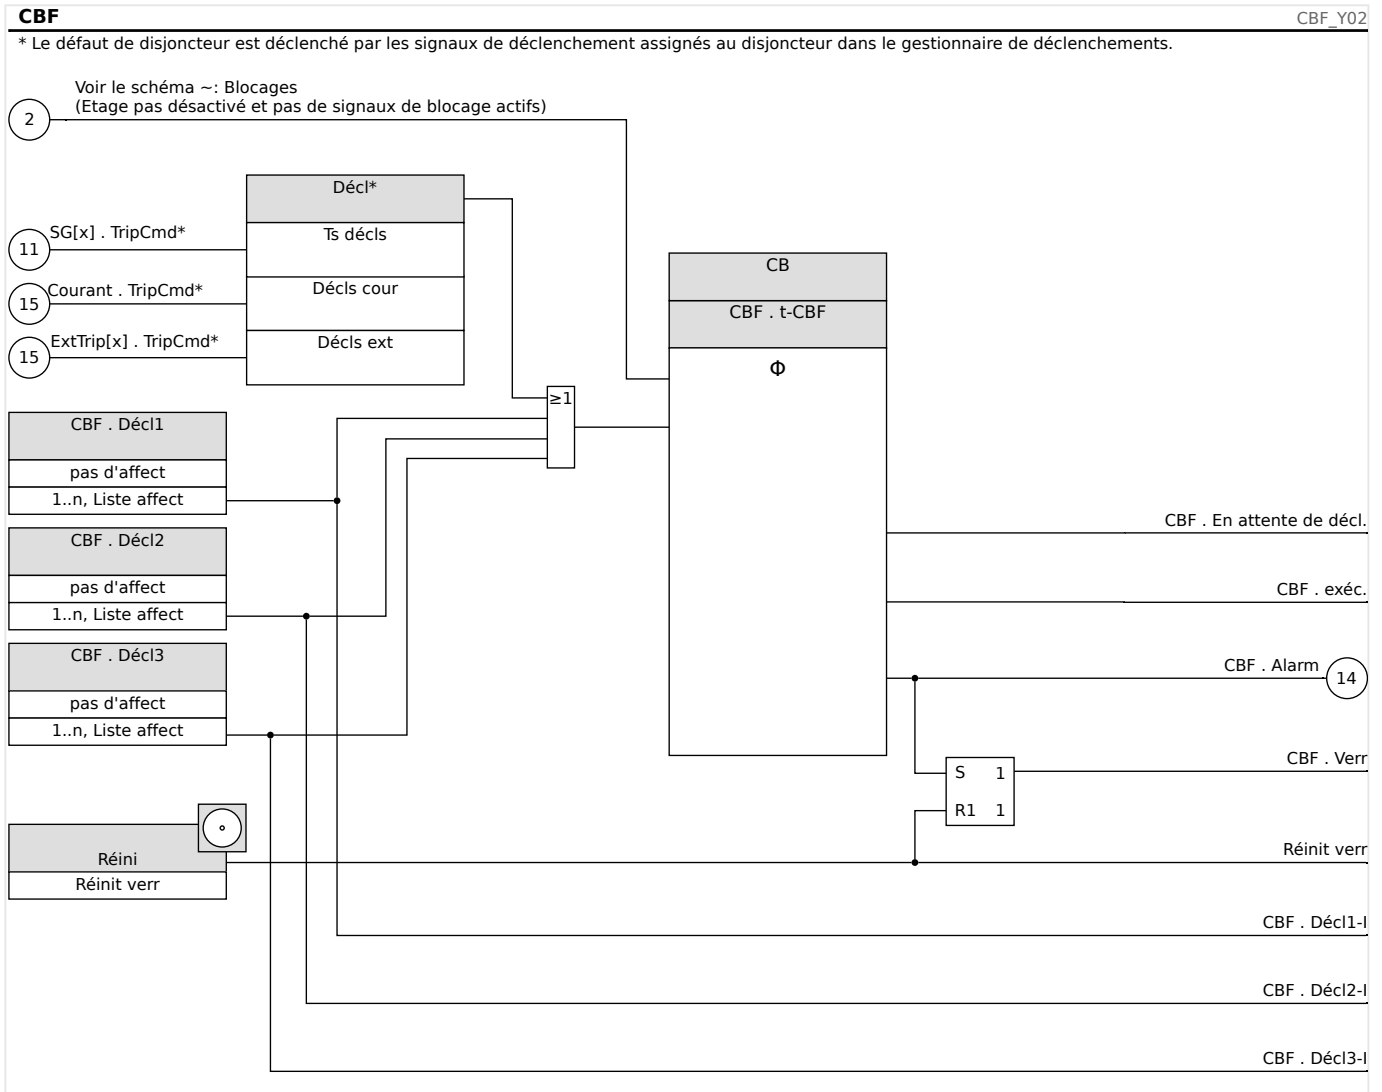 CBF
CBF_Y02
* Le défaut de disjoncteur est déclenché par les signaux de déclenchement assignés au disjoncteur dans le gestionnaire de déclenchements.
Voir le schéma ~: Blocages
(Etage pas désactivé et pas de signaux de blocage actifs)
2
Décl*
Ts décls
Décls cour
Décls ext
11
SG[x] . TripCmd*
15
Courant . TripCmd*
15
ExtTrip[x] . TripCmd*
CB
CBF . t-CBF
Φ
≥1
CBF . Décl1
pas d'affect
1..n, Liste affect
CBF . Décl2
pas d'affect
1..n, Liste affect
CBF . Décl3
pas d'affect
1..n, Liste affect
CBF . En attente de décl.
CBF . exéc.
CBF . Alarm
14
S 1
R1 1
CBF . Verr
Réini
Réinit verr
Réinit verr
CBF . Décl1-I
CBF . Décl2-I
CBF . Décl3-I